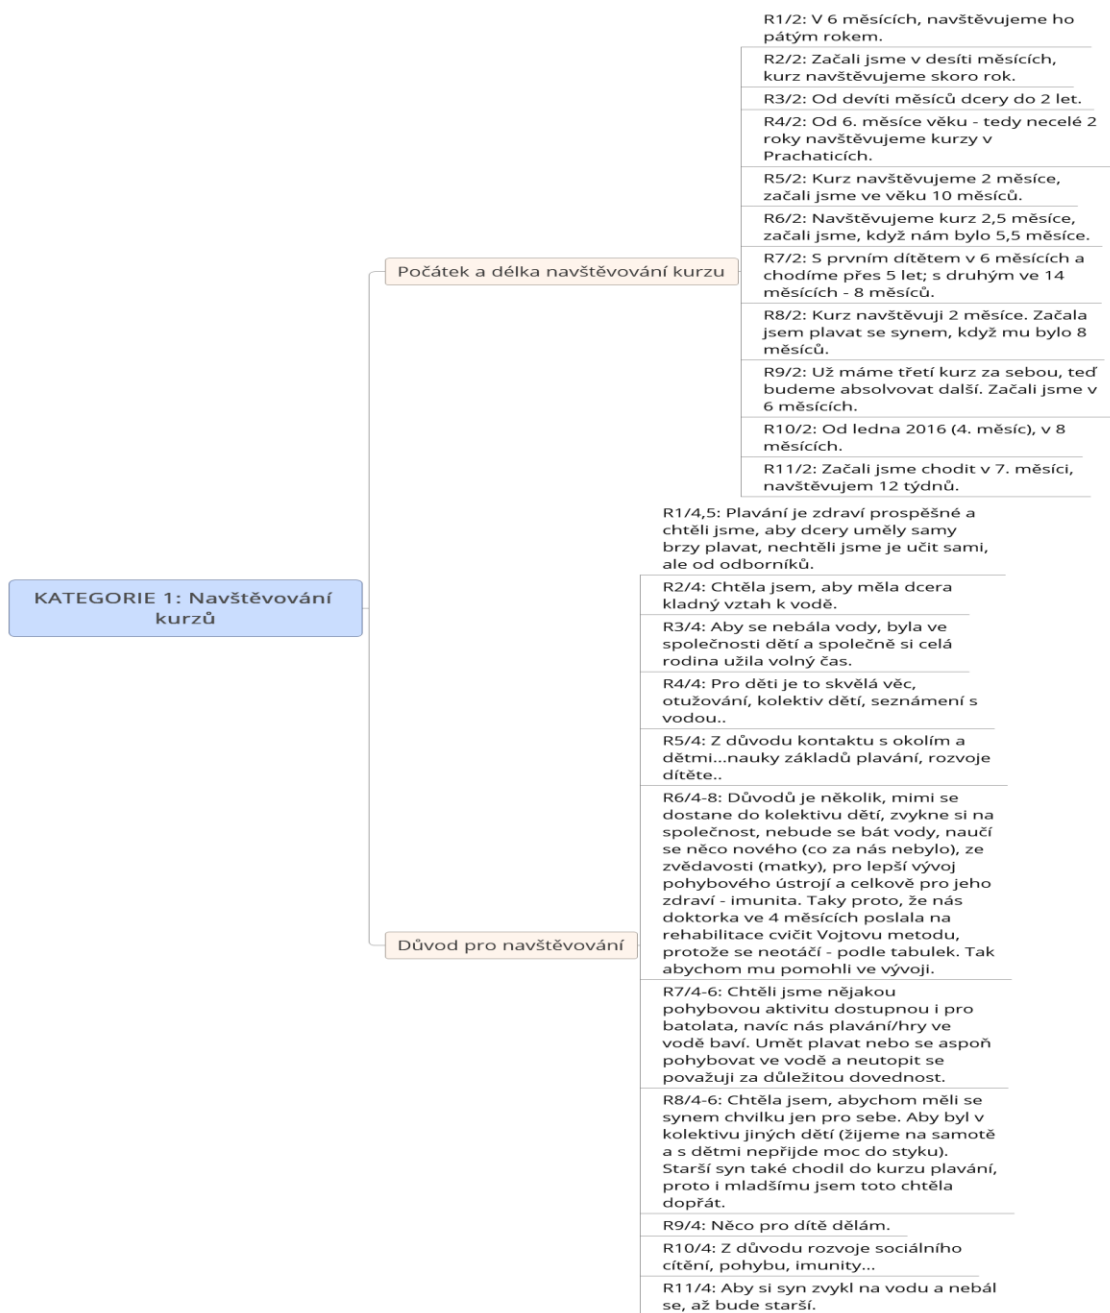 R1/2: V 6 měsících, navštěvujeme ho
pátým rokem.
R2/2: Začali jsme v desíti měsících,
kurz navštěvujeme skoro rok.
R3/2: Od devíti měsíců dcery do 2 let.
R4/2: Od 6. měsíce věku - tedy necelé 2
roky navštěvujeme kurzy v
Prachaticích.
R5/2: Kurz navštěvujeme 2 měsíce,
začali jsme ve věku 10 měsíců.
R6/2: Navštěvujeme kurz 2,5 měsíce,
začali jsme, když nám bylo 5,5 měsíce.
Počátek a délka navštěvování kurzu
R7/2: S prvním dítětem v 6 měsících a
chodíme přes 5 let; s druhým ve 14
měsících - 8 měsíců.
R8/2: Kurz navštěvuji 2 měsíce. Začala
jsem plavat se synem, když mu bylo 8
měsíců.
R9/2: Už máme třetí kurz za sebou, teď
budeme absolvovat další. Začali jsme v
6 měsících.
R10/2: Od ledna 2016 (4. měsíc), v 8
měsících.
R11/2: Začali jsme chodit v 7. měsíci,
navštěvujem 12 týdnů.
R1/4,5: Plavání je zdraví prospěšné a
chtěli jsme, aby dcery uměly samy
brzy plavat, nechtěli jsme je učit sami,
ale od odborníků.
KATEGORIE 1: Navštěvování
kurzů
R2/4: Chtěla jsem, aby měla dcera
kladný vztah k vodě.
R3/4: Aby se nebála vody, byla ve
společnosti dětí a společně si celá
rodina užila volný čas.
R4/4: Pro děti je to skvělá věc,
otužování, kolektiv dětí, seznámení s
vodou..
R5/4: Z důvodu kontaktu s okolím a
dětmi...nauky základů plavání, rozvoje
dítěte..
R6/4-8: Důvodů je několik, mimi se
dostane do kolektivu dětí, zvykne si na
společnost, nebude se bát vody, naučí
se něco nového (co za nás nebylo), ze
zvědavosti (matky), pro lepší vývoj
pohybového ústrojí a celkově pro jeho
zdraví - imunita. Taky proto, že nás
doktorka ve 4 měsících poslala na
rehabilitace cvičit Vojtovu metodu,
protože se neotáčí - podle tabulek. Tak
abychom mu pomohli ve vývoji.
Důvod pro navštěvování
R7/4-6: Chtěli jsme nějakou
pohybovou aktivitu dostupnou i pro
batolata, navíc nás plavání/hry ve
vodě baví. Umět plavat nebo se aspoň
pohybovat ve vodě a neutopit se
považuji za důležitou dovednost.
R8/4-6: Chtěla jsem, abychom měli se
synem chvilku jen pro sebe. Aby byl v
kolektivu jiných dětí (žijeme na samotě
a s dětmi nepřijde moc do styku).
Starší syn také chodil do kurzu plavání,
proto i mladšímu jsem toto chtěla
dopřát.
R9/4: Něco pro dítě dělám.
R10/4: Z důvodu rozvoje sociálního
cítění, pohybu, imunity...
R11/4: Aby si syn zvykl na vodu a nebál
se, až bude starší.